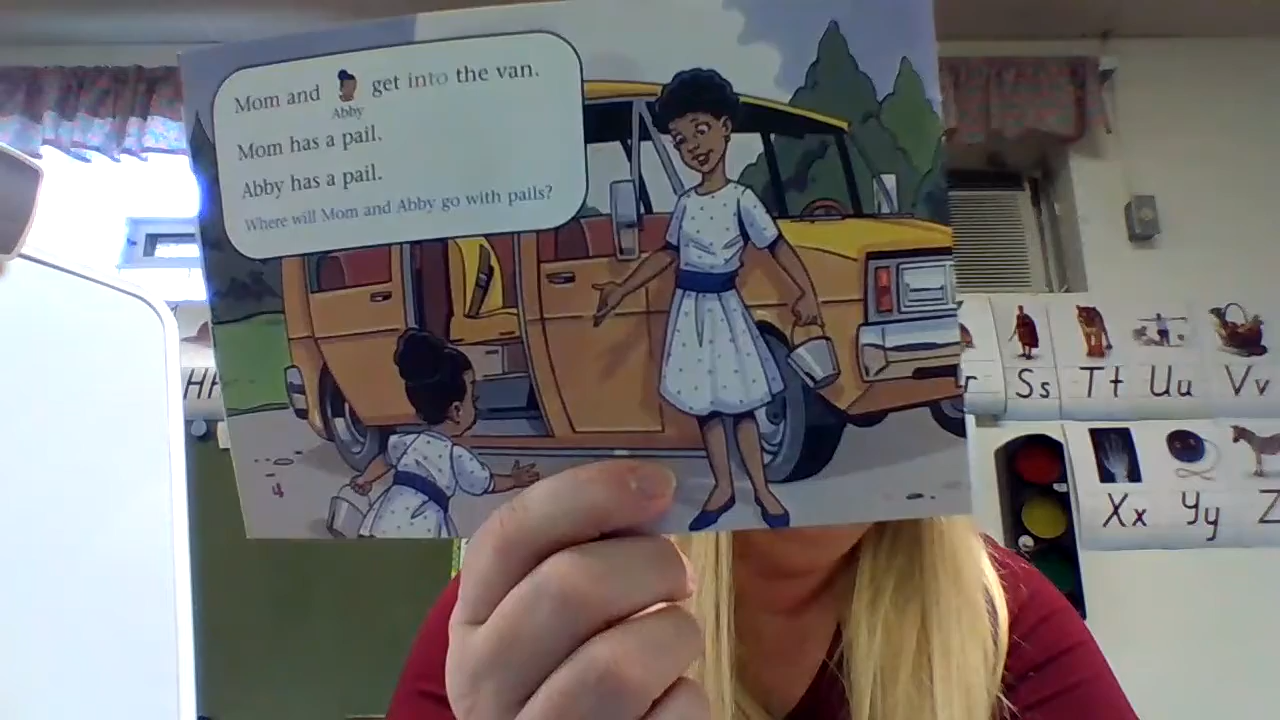 Mom and Abby get into the van.
Mom has a pail.
Abby has a pail.
Where will Mom and Abby go with pails?
4
H
r Ss Tt Uu Vv
Xx Yy Z